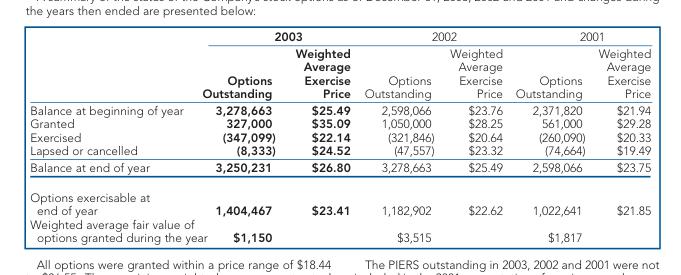 the years then ended are presented below:
2003 2002 2001
Weighted Weighted Weighted
Average Average Average
Options Exercise Options Exercise Options Exercise
Outstanding Price Outstanding Price Outstanding Price
Balance at beginning of year 3,278,663 $25.49 2,598,066 $23.76 2,371,820 $21.94
Granted 327,000 $35.09 1,050,000 $28.25 561,000 $29.28
Exercised (347,099) $22.14 (321,846) $20.64 (260,090) $20.33
Lapsed or cancelled (8,333) $24.52 (47,557) $23.32 (74,664) $19.49
Balance at end of year 3,250,231 $26.80 3,278,663 $25.49 2,598,066 $23.75
Options exercisable at
end of year 1,404,467 $23.41 1,182,902 $22.62 1,022,641 $21.85
Weighted average fair value of
options granted during the year $1,150 $3,515 $1,817
All options were granted within a price range of $18.44 The PIERS outstanding in 2003, 2002 and 2001 were not